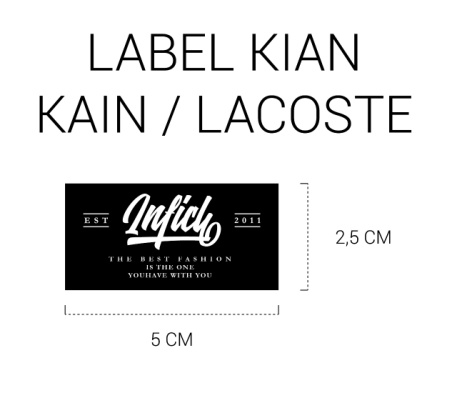 LABEL KIAN
KAIN / LACOSTE
EST Infich 2011
THE BEST FASHION
IS THE ONE
YOUHAVE WITH YOU
2,5 CM
5 CM